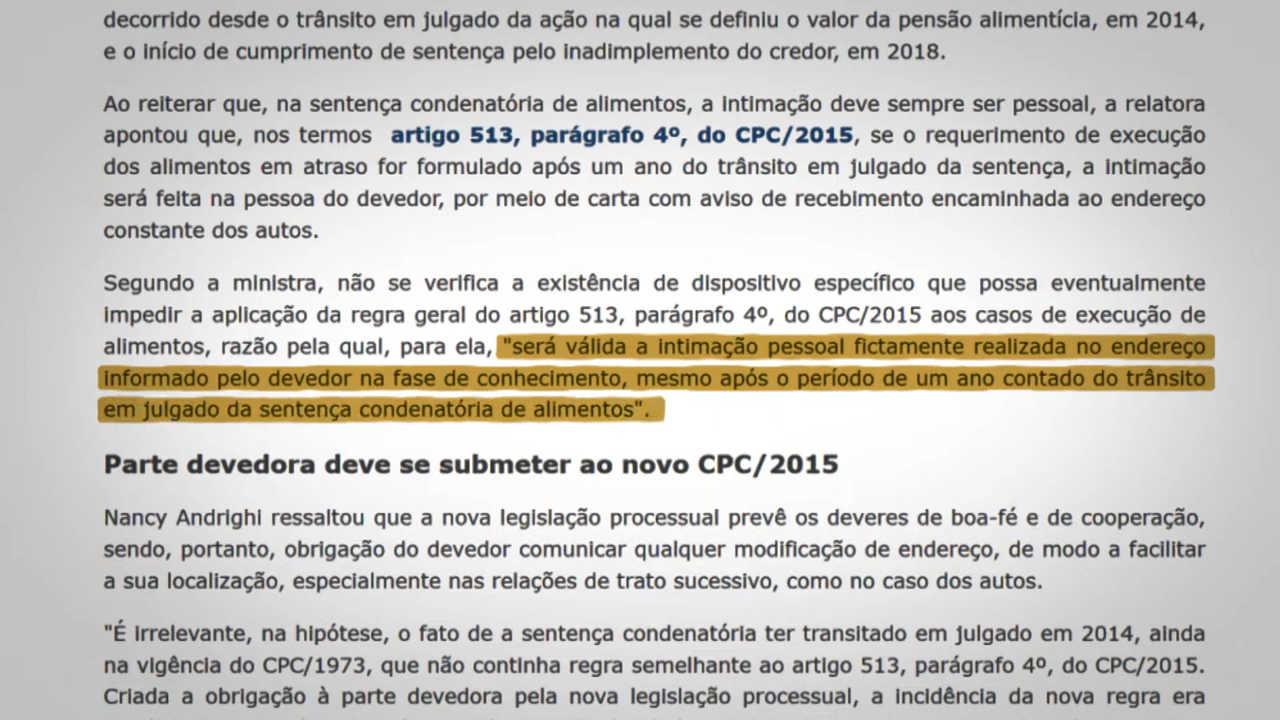 decorrido desde o trânsito em julgado da ação na qual se definiu o valor da pensão alimentícia, em 2014,
e o início de cumprimento de sentença pelo inadimplemento do credor, em 2018.
Ao reiterar que, na sentença condenatória de alimentos, a intimação deve sempre ser pessoal, a relatora
apontou que, nos termos artigo 513, parágrafo 4º, do CPC/2015, se o requerimento de execução
dos alimentos em atraso for formulado após um ano do trânsito em julgado da sentença, a intimação
será feita na pessoa do devedor, por meio de carta com aviso de recebimento encaminhada ao endereço
constante dos autos.
Segundo a ministra, não se verifica a existência de dispositivo específico que possa eventualmente
impedir a aplicação da regra geral do artigo 513, parágrafo 4º, do CPC/2015 aos casos de execução de
alimentos, razão pela qual, para ela, "será válida a intimação pessoal fictamente realizada no endereço
informado pelo devedor na fase de conhecimento, mesmo após o período de um ano contado do trânsito
em julgado da sentença condenatória de alimentos".
Parte devedora deve se submeter ao novo CPC/2015
Nancy Andrighi ressaltou que a nova legislação processual prevê os deveres de boa-fé e de cooperação,
sendo, portanto, obrigação do devedor comunicar qualquer modificação de endereço, de modo a facilitar
a sua localização, especialmente nas relações de trato sucessivo, como no caso dos autos.
"É irrelevante, na hipótese, o fato de a sentença condenatória ter transitado em julgado em 2014, ainda
na vigência do CPC/1973, que não continha regra semelhante ao artigo 513, parágrafo 4º, do CPC/2015.
Criada a obrigação à parte devedora pela nova legislação processual, a incidência da nova regra era